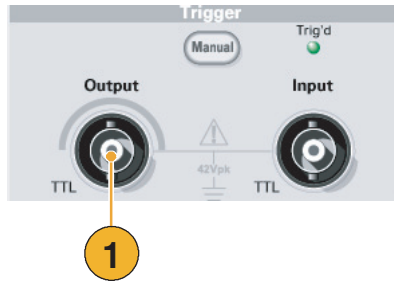 Trigger
Manual
Trig'd
Output
Input
42Vpk
TTL
TTL
1